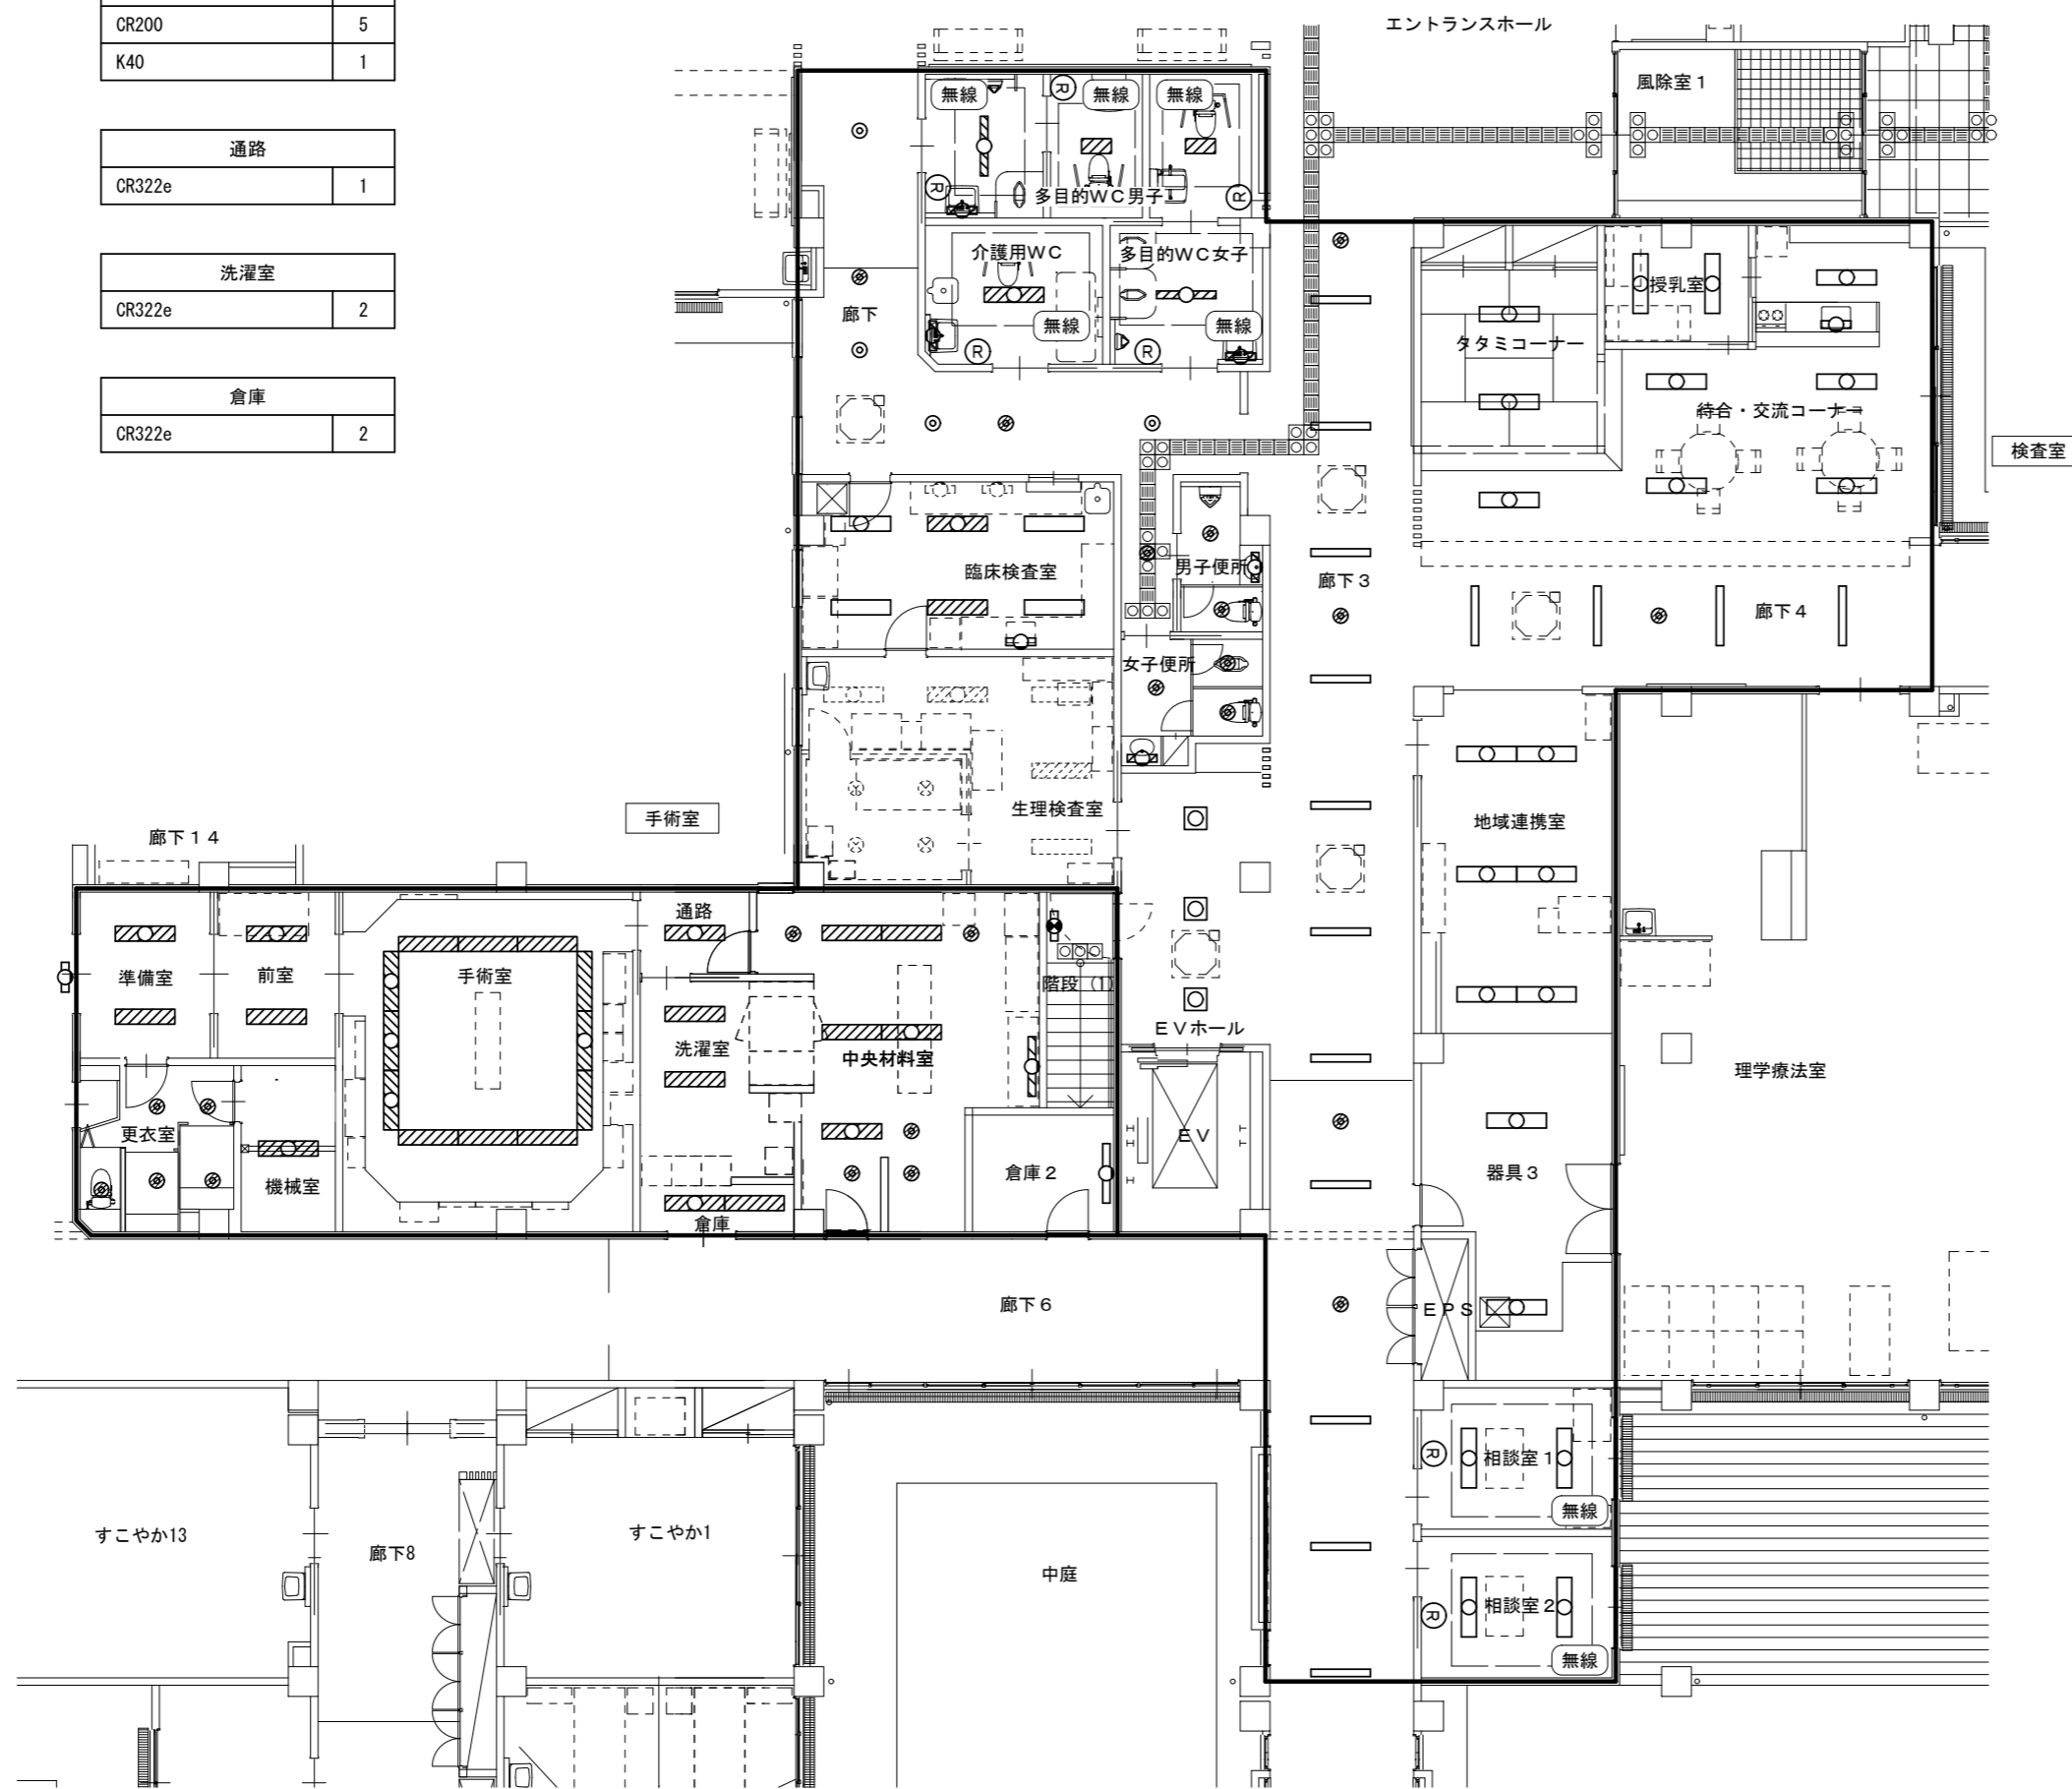 CR200 5
K40 1
通路
CR322e 1
洗濯室
CR322e 2
倉庫
CR322e 2
エントランスホール
風除室1
無線
無線
無線
R
R
R
多目的WC男子
介護用WC
多目的WC女子
授乳室
廊下
無線
無線
R
R
タタミコーナー
待合・交流コーナー
検査室
臨床検査室
男子便所
廊下3
廊下4
女子便所
生理検査室
手術室
地域連携室
廊下14
通路
準備室
前室
手術室
階段(1)
EVホール
洗濯室
中央材料室
理学療法室
更衣室
EV
機械室
倉庫2
器具3
倉庫
廊下6
EPS
R
相談室1
無線
すこやか13
廊下8
すこやか1
中庭
R
相談室2
無線